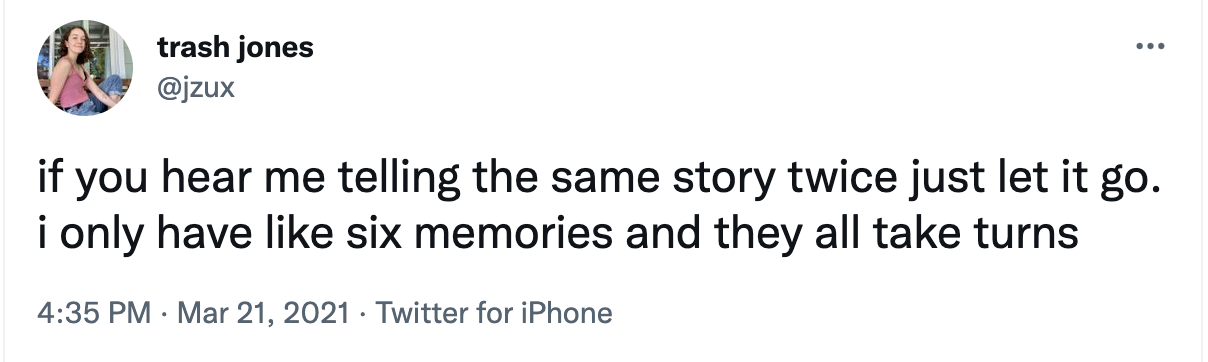 trash jones
@jzux
if you hear me telling the same story twice just let it go.
i only have like six memories and they all take turns
4:35 PM · Mar 21, 2021 · Twitter for iPhone